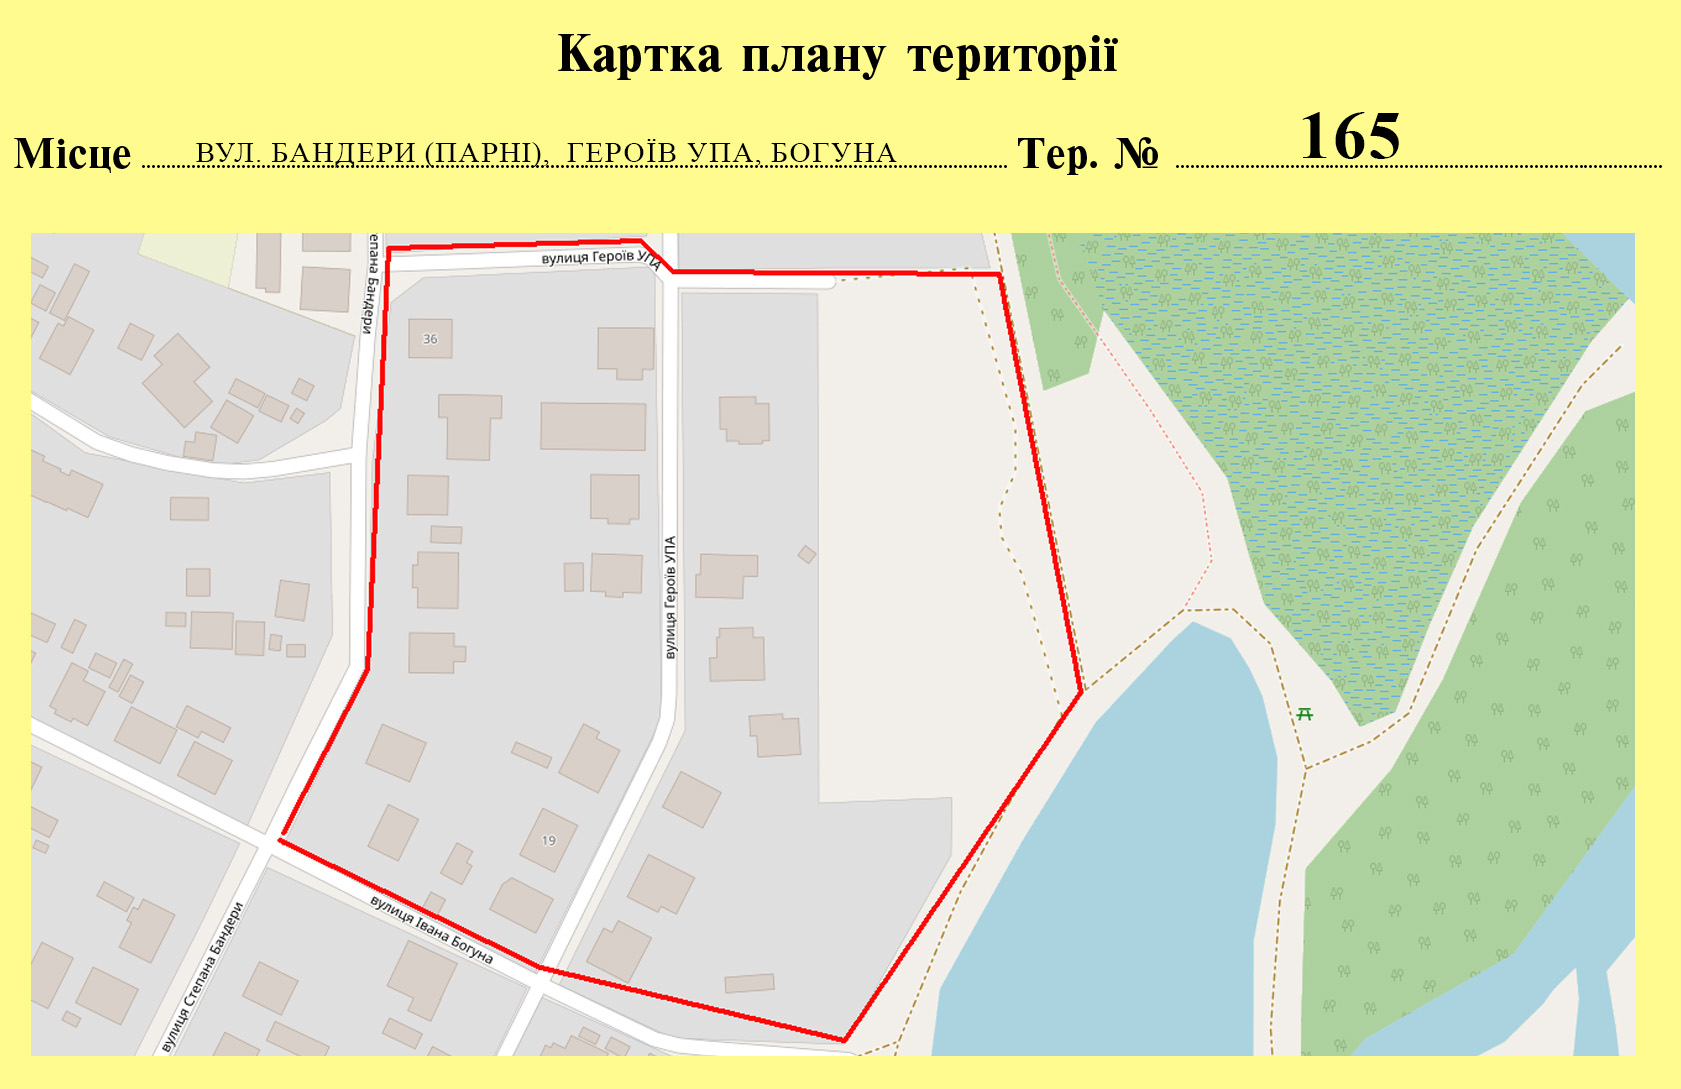 Картка плану території
Місце ВУЛ. БАНДЕРИ (ПАРНІ), ГЕРОЇВ УПА, БОГУНА Тер. № 165
епана Бандери
вулиця Героїв УПА
36
вулиця Героїв УПА
19
вулиця Івана Богуна
вулиця Степана Бандери